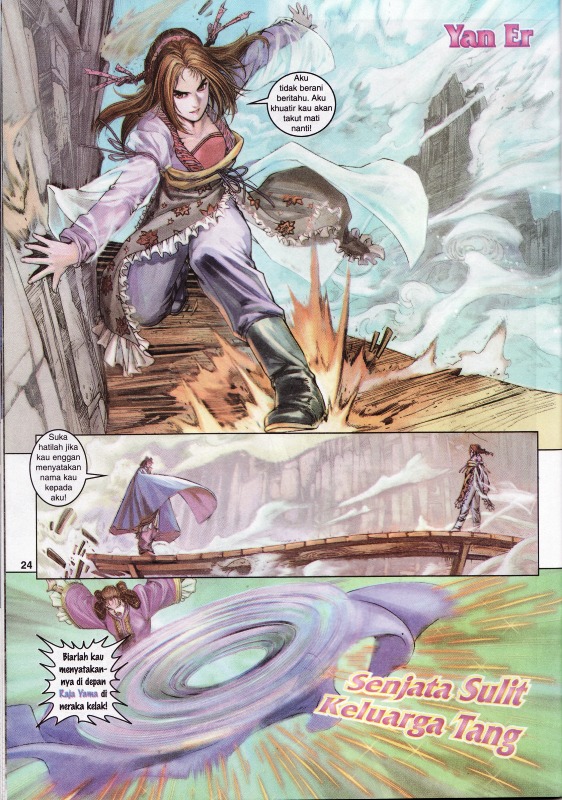 Yan Er
Aku
tidak berani
beritahu. Aku
khuatir kau akan
takut mati
nanti!
Suka
hatilah jika
kau enggan
menyatakan
nama kau
kepada
aku!
24
Biarlah kau
menyatakan-
nya di depan
Raja Yama di
neraka kelak!
Senjata Sulit
Keluarga Tang